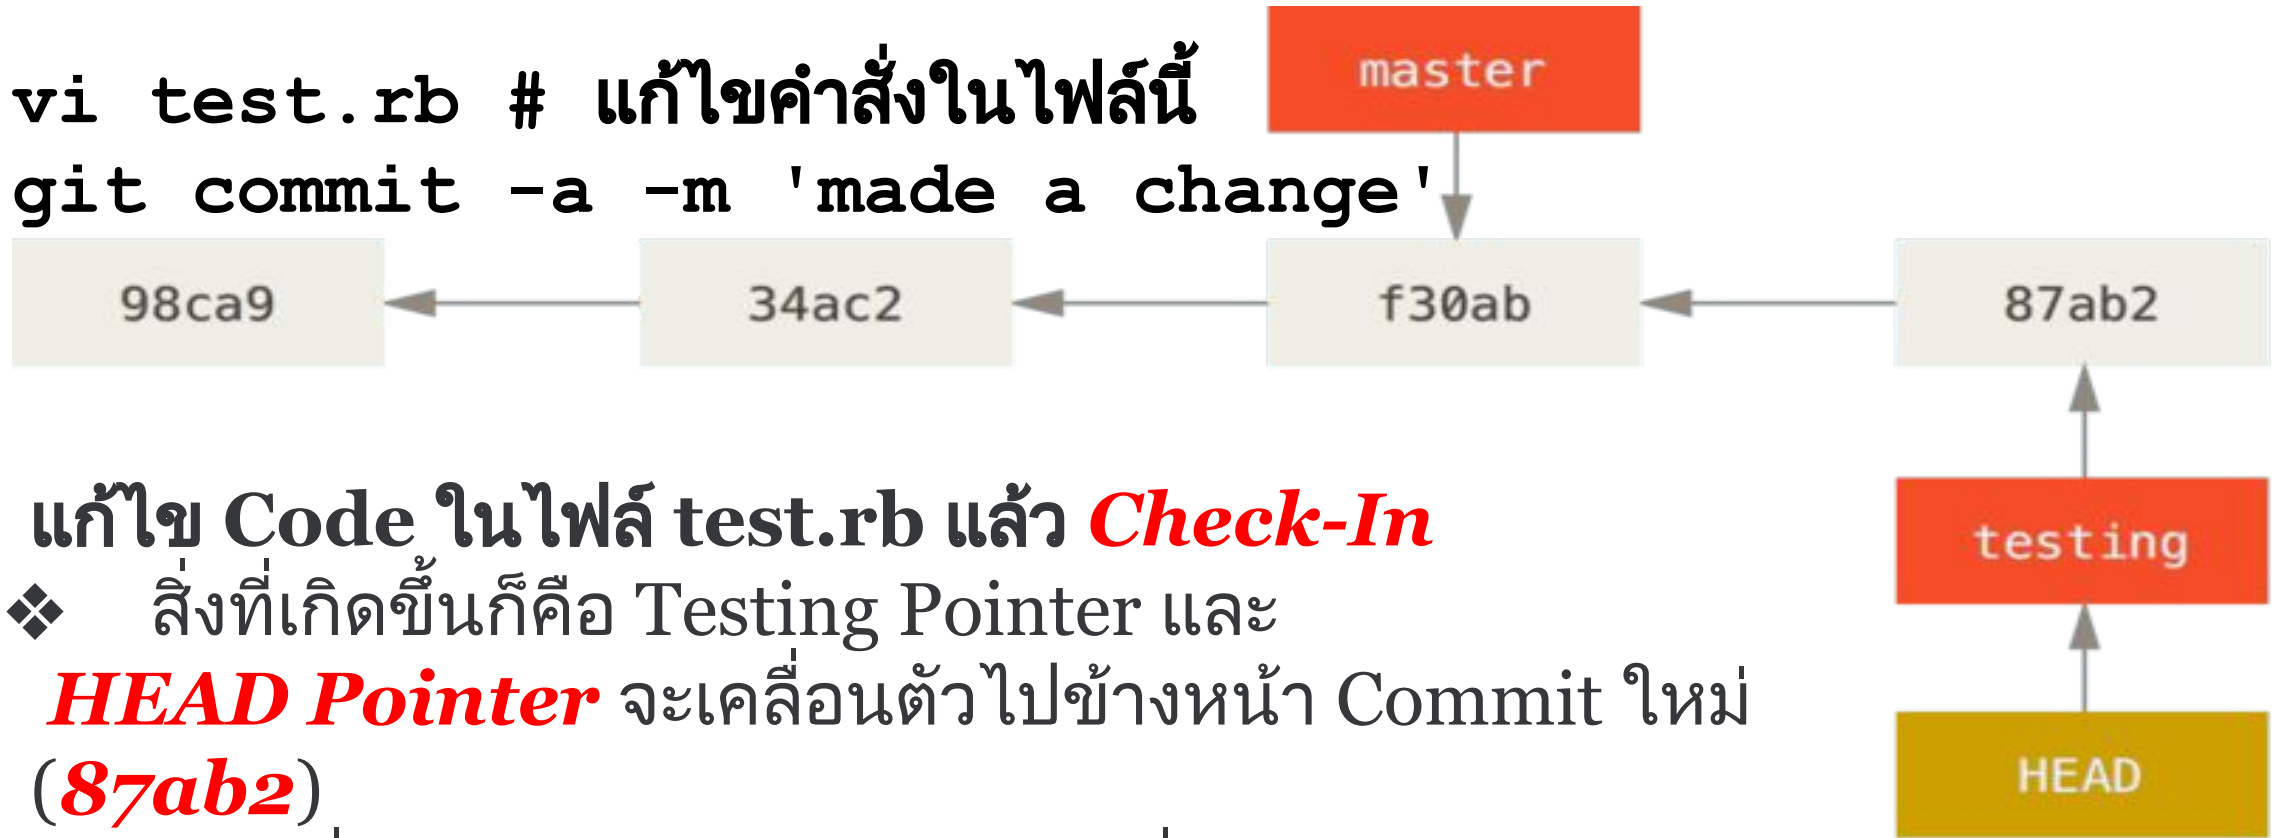 vi test.rb # แก้ไขคำสั่งในไฟล์นี้
master
git commit -a -m 'made a change'
98ca9
34ac2
f30ab
87ab2
แก้ไข Code ในไฟล์ test.rb แล้ว Check-In
testing
❖ สิ่งที่เกิดขึ้นก็คือ Testing Pointer และ
HEAD Pointer จะเคลื่อนตัวไปข้างหน้า Commit ใหม่
(87ab2)
HEAD